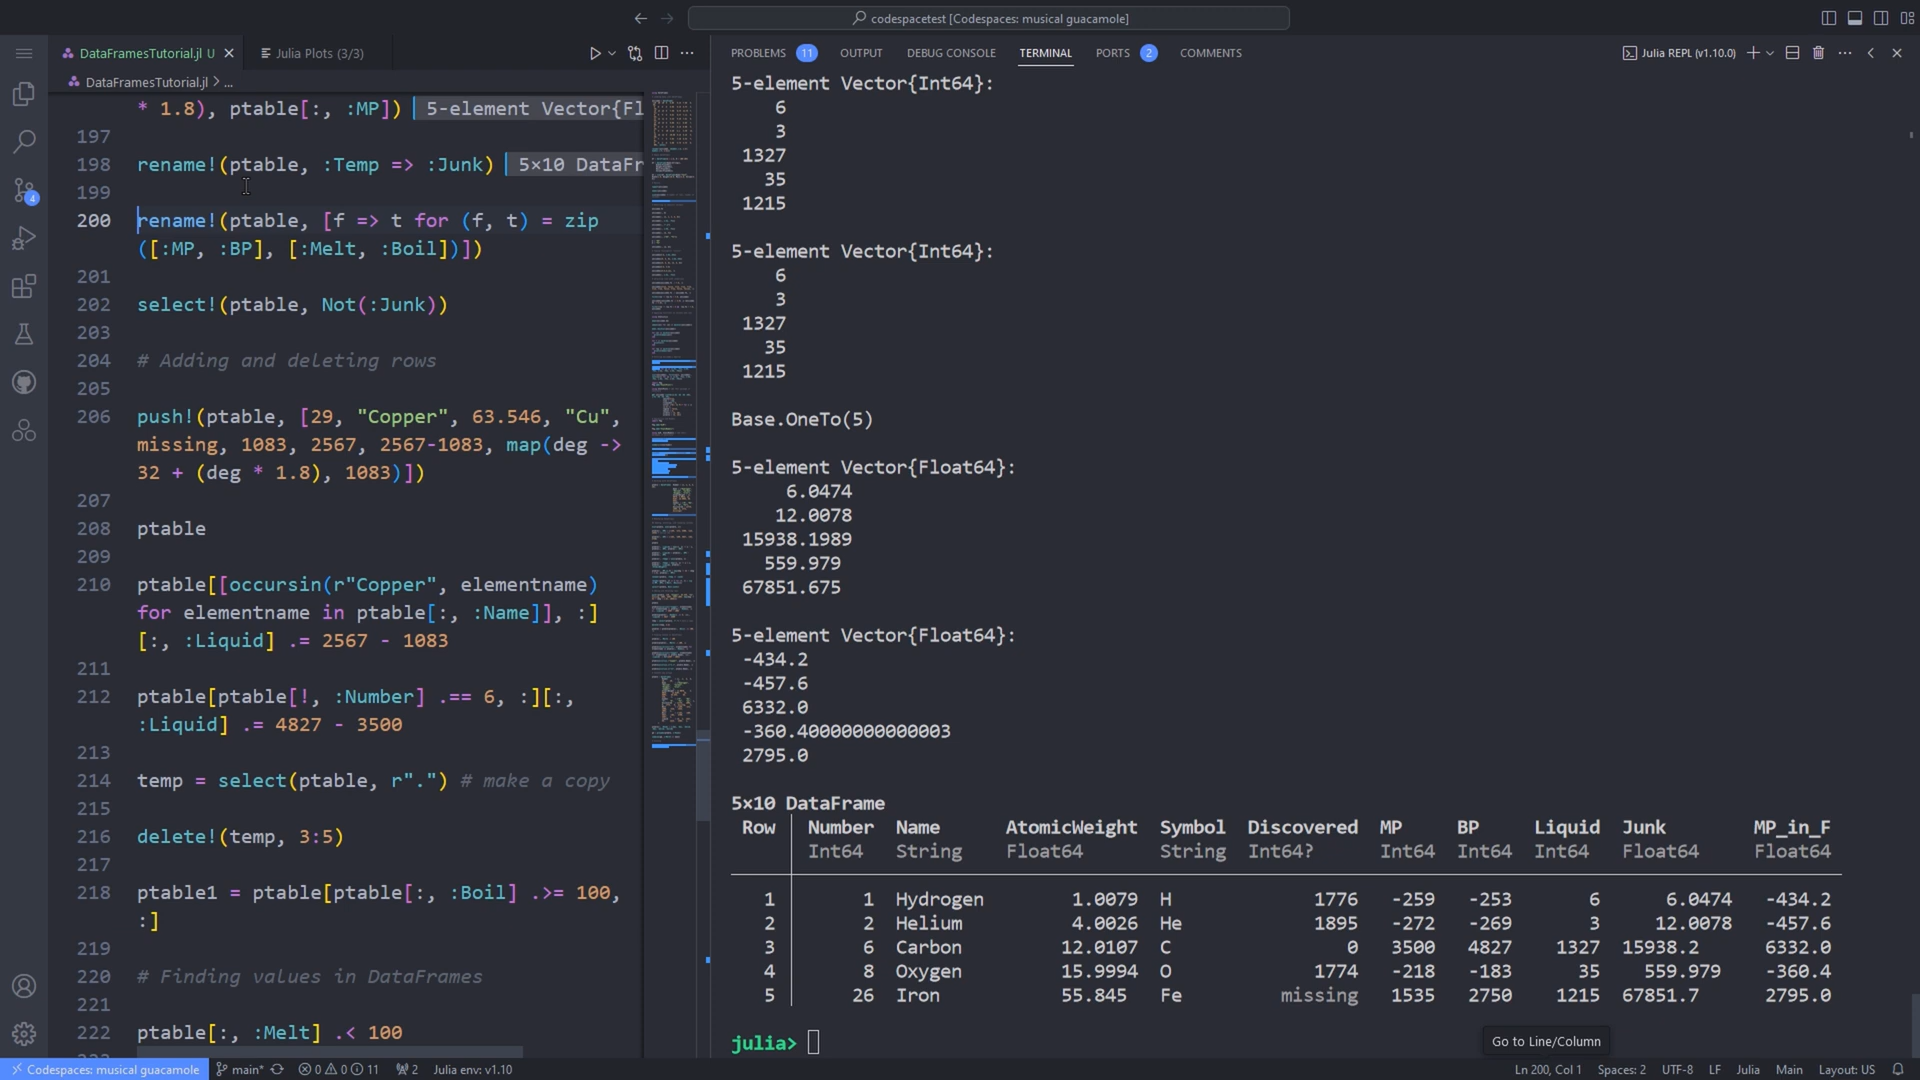 codespacetest [Codespaces: musical guacamole]
DataFramesTutorial.jl U
Julia Plots (3/3)
DataFramesTutorial.jl > ...
* 1.8), ptable[:, :MP]) 5-element Vector{Fl
197
198 rename!(ptable, :Temp => :Junk) 5×10 DataFr
199
200 rename!(ptable, [f => t for (f, t) = zip
([:MP, :BP], [:Melt, :Boil])])
201
202 select!(ptable, Not(:Junk))
203
204 # Adding and deleting rows
205
206 push!(ptable, [29, "Copper", 63.546, "Cu",
missing, 1083, 2567, 2567-1083, map(deg ->
32 + (deg * 1.8), 1083)])
207
208 ptable
209
210 ptable[[occursin(r"Copper", elementname)
for elementname in ptable[:, :Name]], :]
[:, :Liquid] .= 2567 - 1083
211
212 ptable[ptable[!, :Number] .== 6, :][:,
:Liquid] .= 4827 - 3500
213
214 temp = select(ptable, r".") # make a copy
215
216 delete!(temp, 3:5)
217
218 ptable1 = ptable[ptable[:, :Boil] .>= 100,
:]
219
220 # Finding values in DataFrames
221
222 ptable[:, :Melt] .< 100
PROBLEMS 11 OUTPUT DEBUG CONSOLE TERMINAL PORTS 2 COMMENTS
Julia REPL (v1.10.0)
5-element Vector{Int64}:
6
3
1327
35
1215
5-element Vector{Int64}:
6
3
1327
35
1215
Base.OneTo(5)
5-element Vector{Float64}:
6.0474
12.0078
15938.1989
559.979
67851.675
5-element Vector{Float64}:
-434.2
-457.6
6332.0
-360.40000000000003
2795.0
5×10 DataFrame
Row Number Name AtomicWeight Symbol Discovered MP BP Liquid Junk MP_in_F
Int64 String Float64 String Int64? Int64 Int64 Int64 Float64 Float64
1 1 Hydrogen 1.0079 H 1776 -259 -253 6 6.0474 -434.2
2 2 Helium 4.0026 He 1895 -272 -269 3 12.0078 -457.6
3 6 Carbon 12.0107 C 0 3500 4827 1327 15938.2 6332.0
4 8 Oxygen 15.9994 O 1774 -218 -183 35 559.979 -360.4
5 26 Iron 55.845 Fe missing 1535 2750 1215 67851.7 2795.0
julia>
Go to Line/Column
4
Codespaces: musical guacamole main* 0 0 11 2 Julia env: v1.10
Ln 200, Col 1 Spaces: 2 UTF-8 LF Julia Main Layout: US